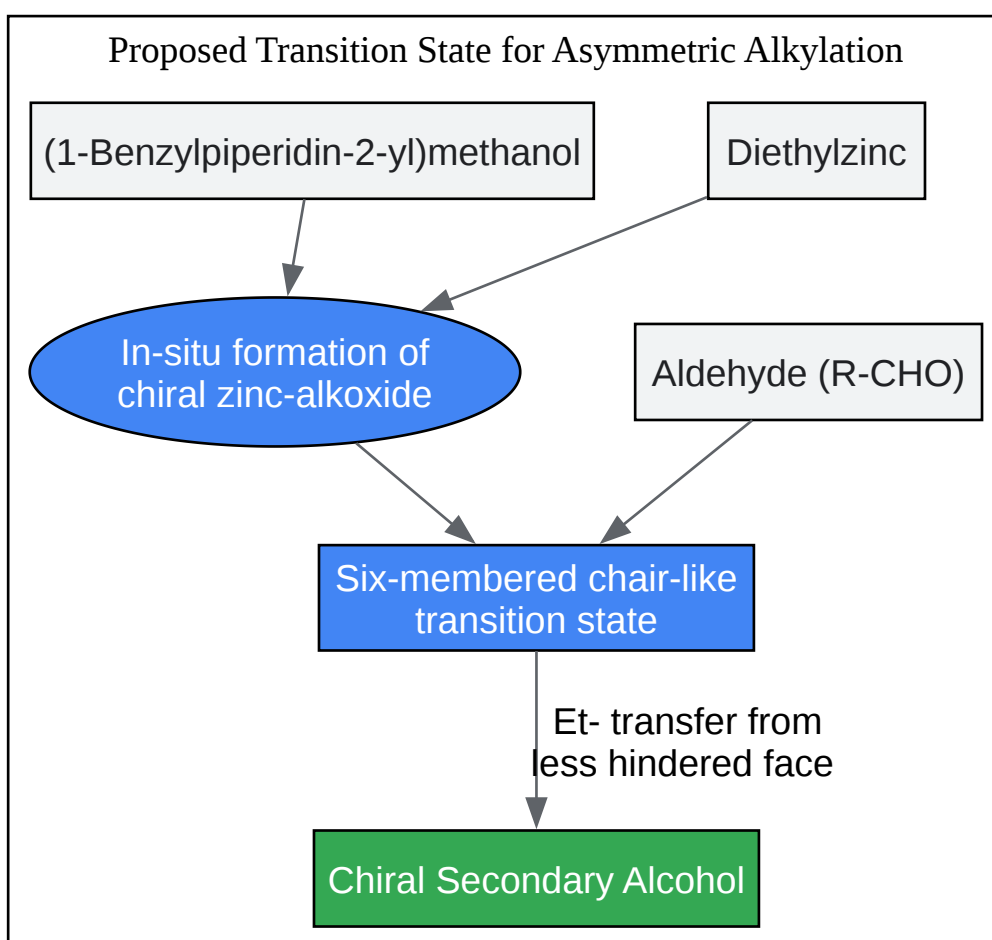 Proposed Transition State for Asymmetric Alkylation
(1-Benzylpiperidin-2-yl)methanol
Diethylzinc
In-situ formation of
chiral zinc-alkoxide
Aldehyde (R-CHO)
Six-membered chair-like
transition state
Et- transfer from
less hindered face
Chiral Secondary Alcohol